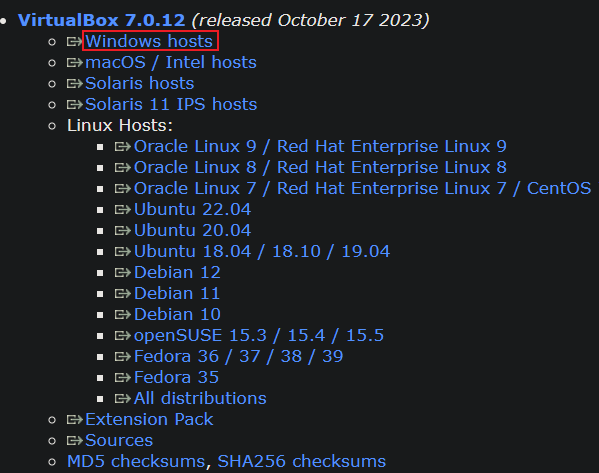 VirtualBox 7.0.12 (released October 17 2023)
Windows hosts
macOS / Intel hosts
Solaris hosts
Solaris 11 IPS hosts
Linux Hosts:
Oracle Linux 9 / Red Hat Enterprise Linux 9
Oracle Linux 8 / Red Hat Enterprise Linux 8
Oracle Linux 7 / Red Hat Enterprise Linux 7 / CentOS
Ubuntu 22.04
Ubuntu 20.04
Ubuntu 18.04 / 18.10 / 19.04
Debian 12
Debian 11
Debian 10
openSUSE 15.3 / 15.4 / 15.5
Fedora 36 / 37 / 38 / 39
Fedora 35
All distributions
Extension Pack
Sources
MD5 checksums, SHA256 checksums